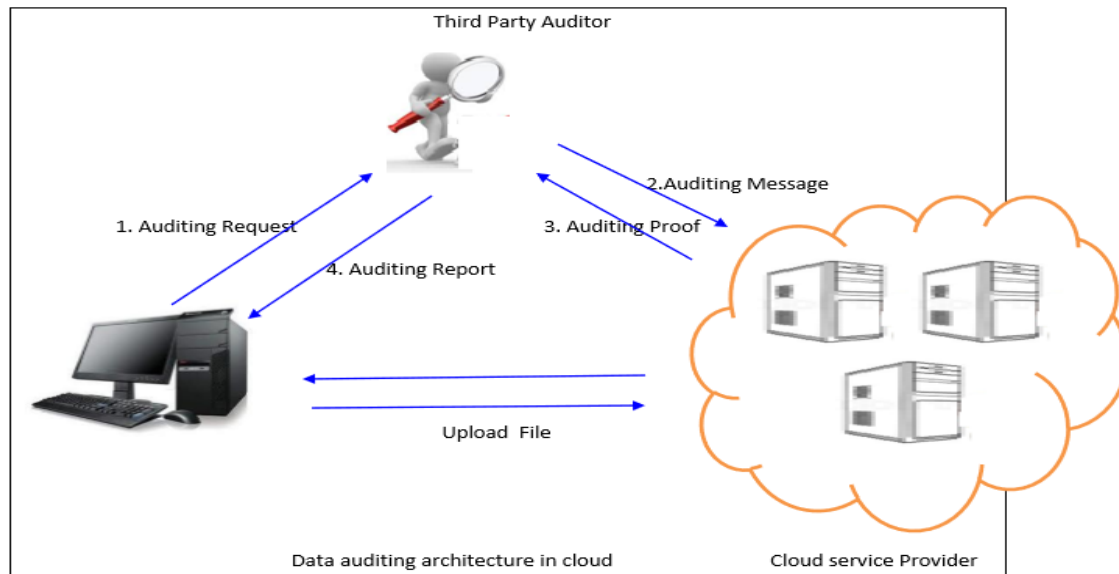 Third Party Auditor
2.Auditing Message
1. Auditing Request
3. Auditing Proof
4. Auditing Report
Upload File
Data auditing architecture in cloud
Cloud service Provider